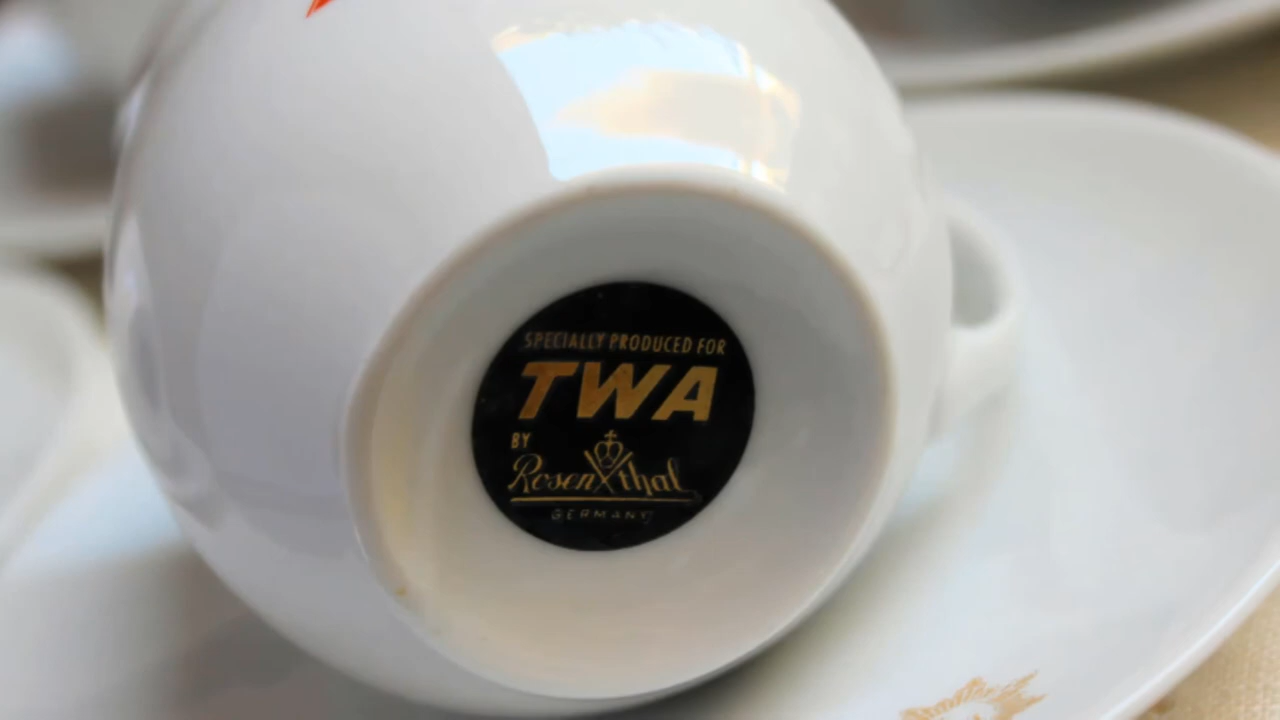 SPECIALLY PRODUCED FOR
TWA
BY
Rosenthal
GERMANY